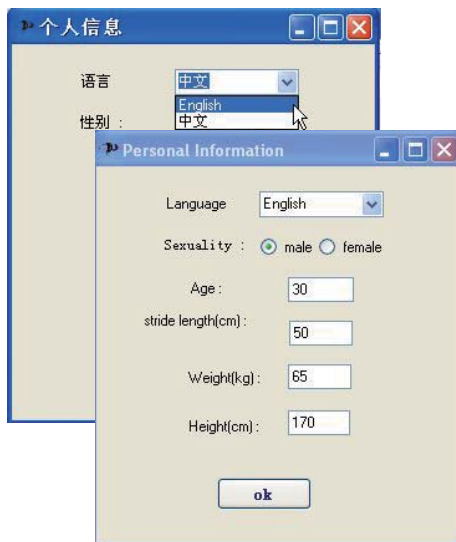 个人信息
语言 中文
English
性别 : 中文
Personal Information
Language English
Sexuality : male female
Age : 30
stride length(cm) :
50
Weight(kg) : 65
Height(cm) : 170
ok